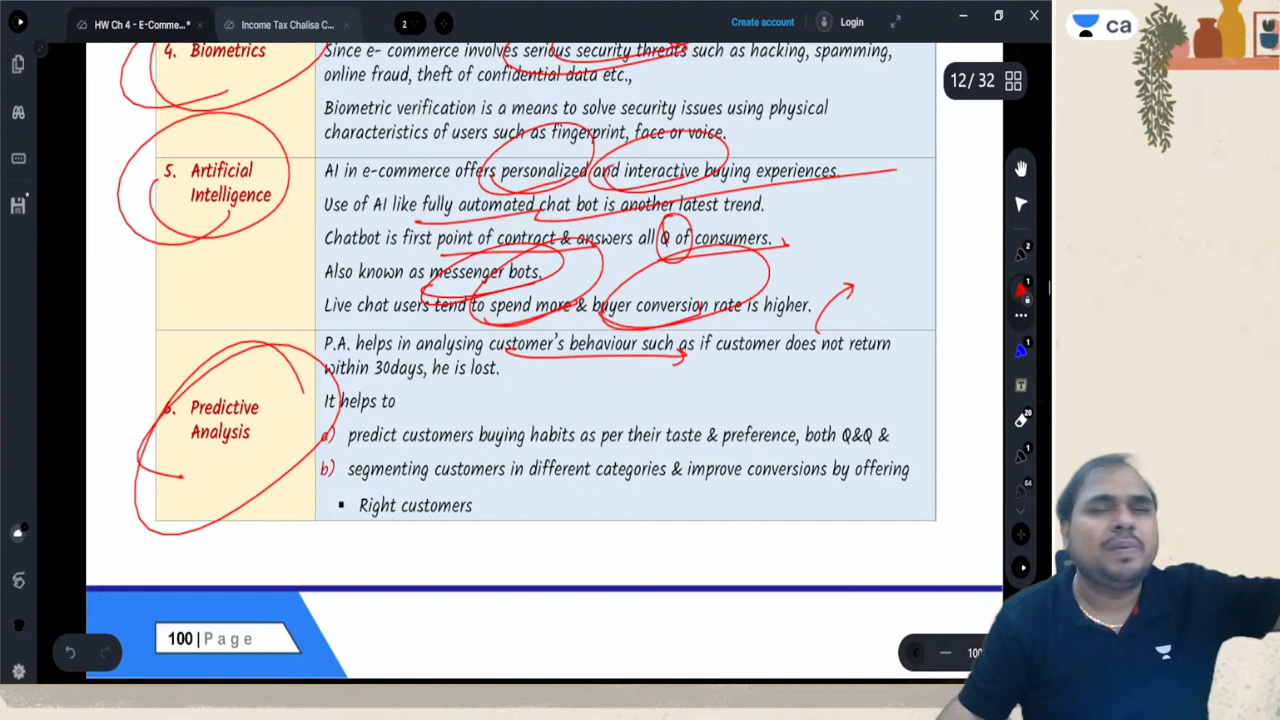 HW Ch 4 - E-Comme...*
Income Tax Chalisa C...
2
Create account
Login
ca
12/ 32
4. Biometrics
Since e- commerce involves serious security threats such as hacking, spamming,
online fraud, theft of confidential data etc.,
Biometric verification is a means to solve security issues using physical
characteristics of users such as fingerprint, face or voice.
5. Artificial
Intelligence
AI in e-commerce offers personalized and interactive buying experiences.
Use of AI like fully automated chat bot is another latest trend.
Chatbot is first point of contract & answers all Q of consumers.
Also known as messenger bots.
Live chat users tend to spend more & buyer conversion rate is higher.
6. Predictive
Analysis
P.A. helps in analysing customer's behaviour such as if customer does not return
within 30days, he is lost.
It helps to
a) predict customers buying habits as per their taste & preference, both Q&Q &
b) segmenting customers in different categories & improve conversions by offering
▪ Right customers
100 | Page
2
1
1
20
1
64